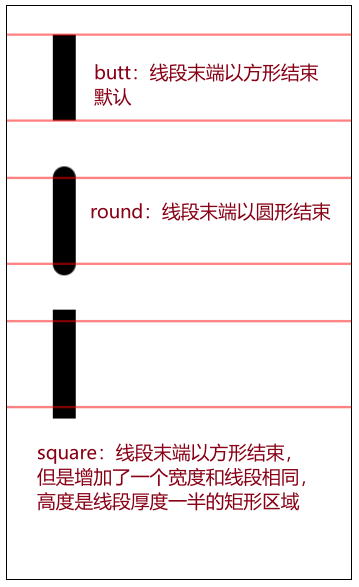 butt：线段末端以方形结束
默认
round：线段末端以圆形结束
square：线段末端以方形结束，
但是增加了一个宽度和线段相同，
高度是线段厚度一半的矩形区域